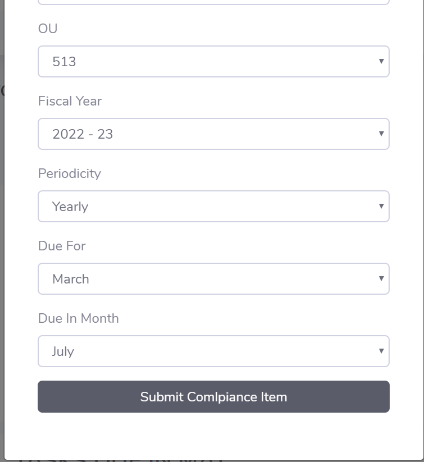 OU
513
Fiscal Year
2022 - 23
Periodicity
Yearly
Due For
March
Due In Month
July
Submit Comlpiance Item